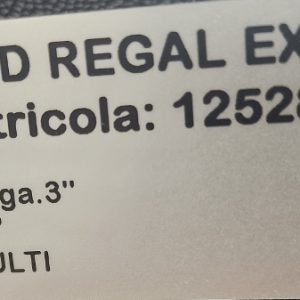 D REGAL EX
tricola: 12528
ga.3"
"
ULTI